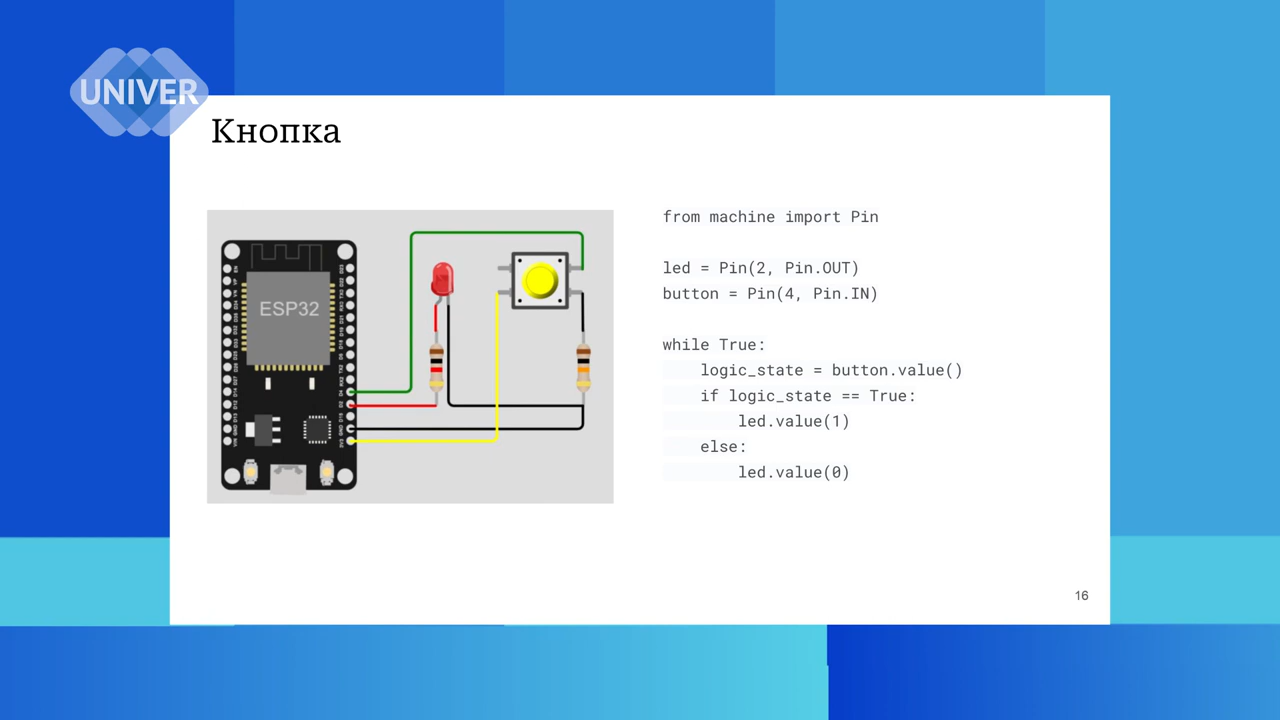 UNIVER
Кнопка
ESP32
from machine import Pin
led = Pin(2, Pin.OUT)
button = Pin(4, Pin.IN)
while True:
    logic_state = button.value()
    if logic_state == True:
        led.value(1)
    else:
        led.value(0)
16